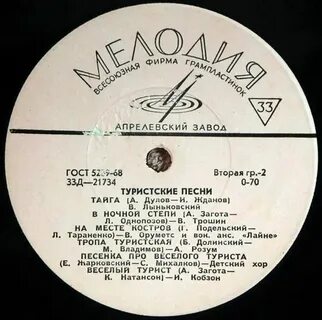 МЕЛОДИЯ
ВСЕСОЮЗНАЯ ФИРМА ГРАМПЛАСТИНОК
33
АПРЕЛЕВСКИЙ ЗАВОД
ГОСТ 5289-68
Вторая гр.-2
33Д—21734
0-70
ТУРИСТСКИЕ ПЕСНИ
ТАЙГА (А. Дулов—И. Жданов)
В. Лыньковский
В НОЧНОЙ СТЕПИ (А. Загота—
Л. Однопозов)—В. Трошин
НА МЕСТЕ КОСТРОВ (Г. Подельский—
Л. Тараненко)—В. Оруметс и вок. анс. «Лайне»
ТРОПА ТУРИСТСКАЯ (Б. Долинский—
М. Владимов)—А. Розум
ПЕСЕНКА ПРО ВЕСЕЛОГО ТУРИСТА
(Е. Жарковский—С. Михалков)—Детский хор
ВЕСЕЛЫЙ ТУРИСТ (А. Загота—
К. Натансон)—И. Кобзон